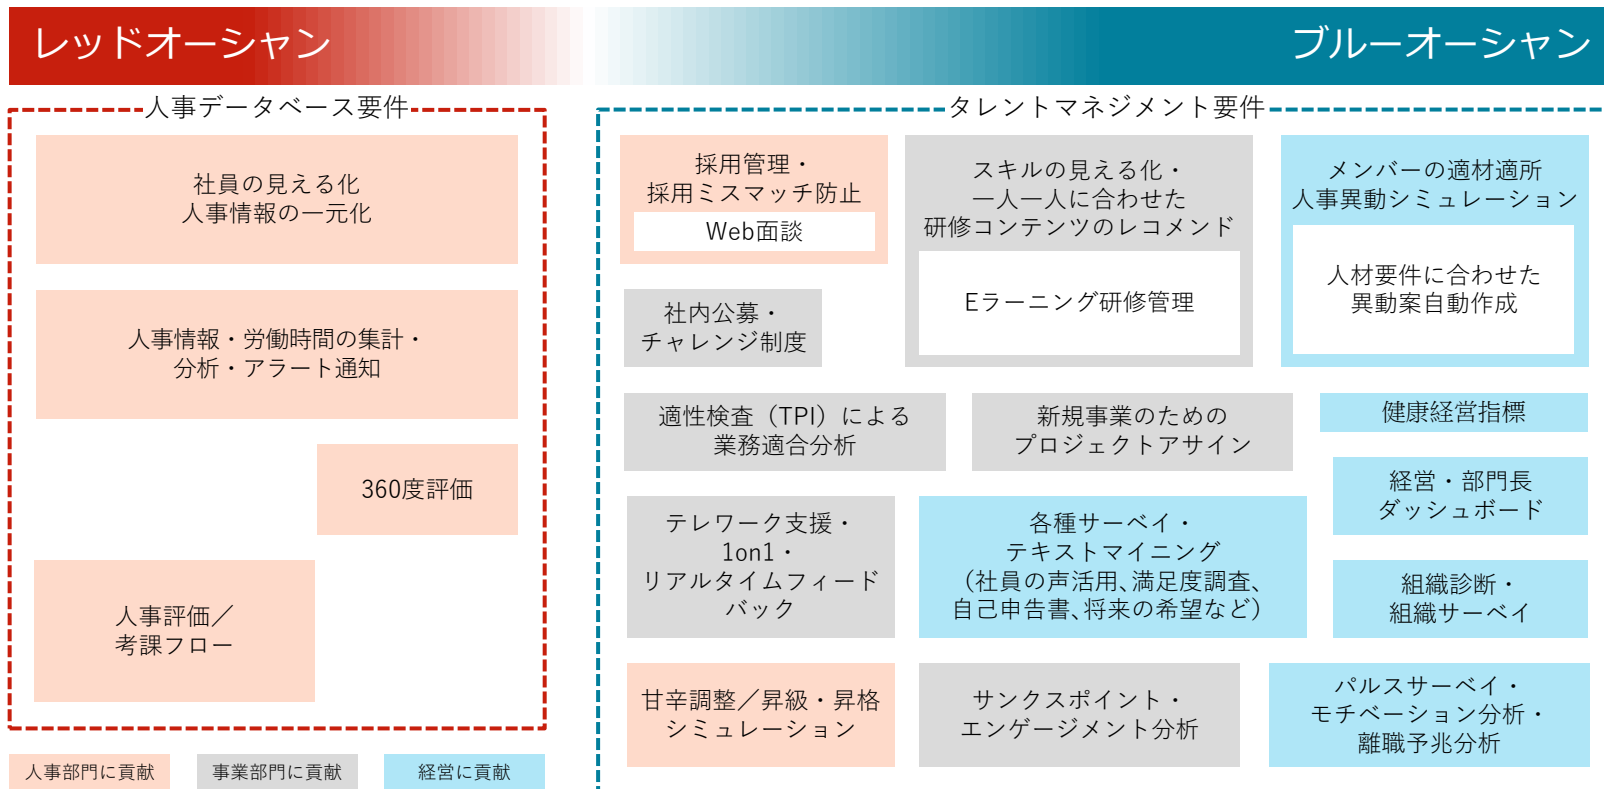 レッドオーシャン
ブルーオーシャン
人事データベース要件
社員の見える化
人事情報の一元化
人事情報・労働時間の集計・
分析・アラート通知
360度評価
人事評価／
考課フロー
タレントマネジメント要件
採用管理・
採用ミスマッチ防止
Web面談
スキルの見える化・
一人一人に合わせた
研修コンテンツのレコメンド
Eラーニング研修管理
メンバーの適材適所
人事異動シミュレーション
人材要件に合わせた
異動案自動作成
社内公募・
チャレンジ制度
適性検査（TPI）による
業務適合分析
新規事業のための
プロジェクトアサイン
健康経営指標
経営・部門長
ダッシュボード
テレワーク支援・
1on1・
リアルタイムフィード
バック
各種サーベイ・
テキストマイニング
（社員の声活用、満足度調査、
自己申告書、将来の希望など）
組織診断・
組織サーベイ
甘辛調整／昇級・昇格
シミュレーション
サンクスポイント・
エンゲージメント分析
パルスサーベイ・
モチベーション分析・
離職予兆分析
人事部門に貢献
事業部門に貢献
経営に貢献